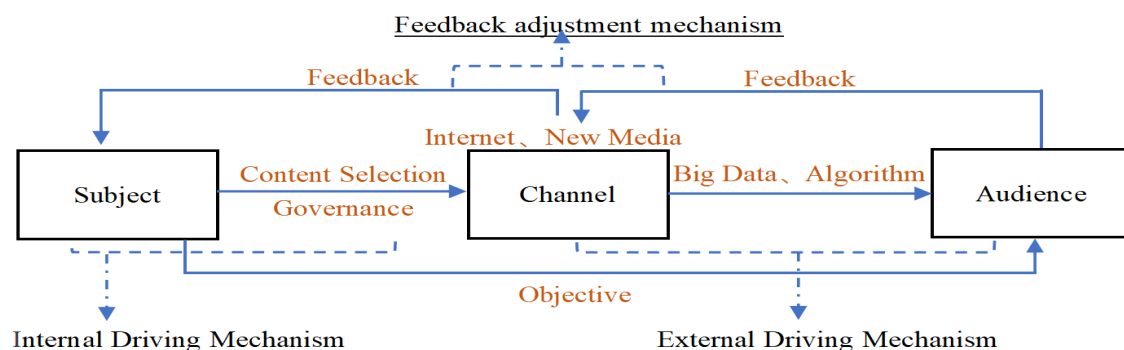 Feedback adjustment mechanism
Feedback
Feedback
Internet、New Media
Subject
Content Selection
Governance
Channel
Big Data、Algorithm
Audience
Objective
Internal Driving Mechanism
External Driving Mechanism